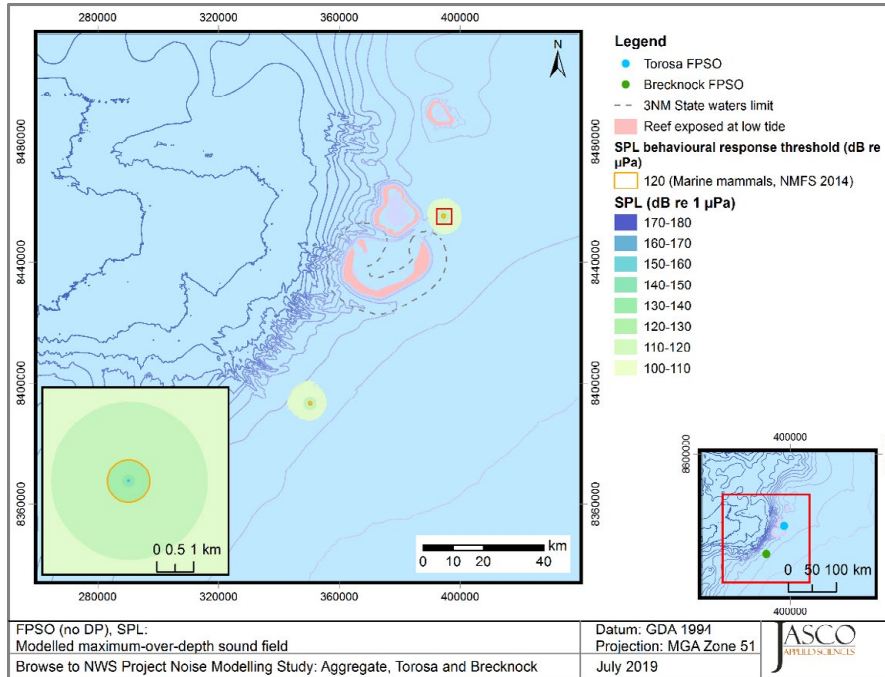 280000 320000 360000 400000
N
8480000
8440000
8400000
8360000
8480000
8440000
8400000
8360000
0 0.5 1 km
km
0 10 20 40
280000 320000 360000 400000
Legend
Torosa FPSO
Brecknock FPSO
3NM State waters limit
Reef exposed at low tide
SPL behavioural response threshold (dB re
µPa)
120 (Marine mammals, NMFS 2014)
SPL (dB re 1 µPa)
170-180
160-170
150-160
140-150
130-140
120-130
110-120
100-110
400000
8600000
0 50 100 km
400000
FPSO (no DP), SPL:
Modelled maximum-over-depth sound field
Browse to NWS Project Noise Modelling Study: Aggregate, Torosa and Brecknock
Datum: GDA 1994
Projection: MGA Zone 51
July 2019
JASCO
APPLIED SCIENCES